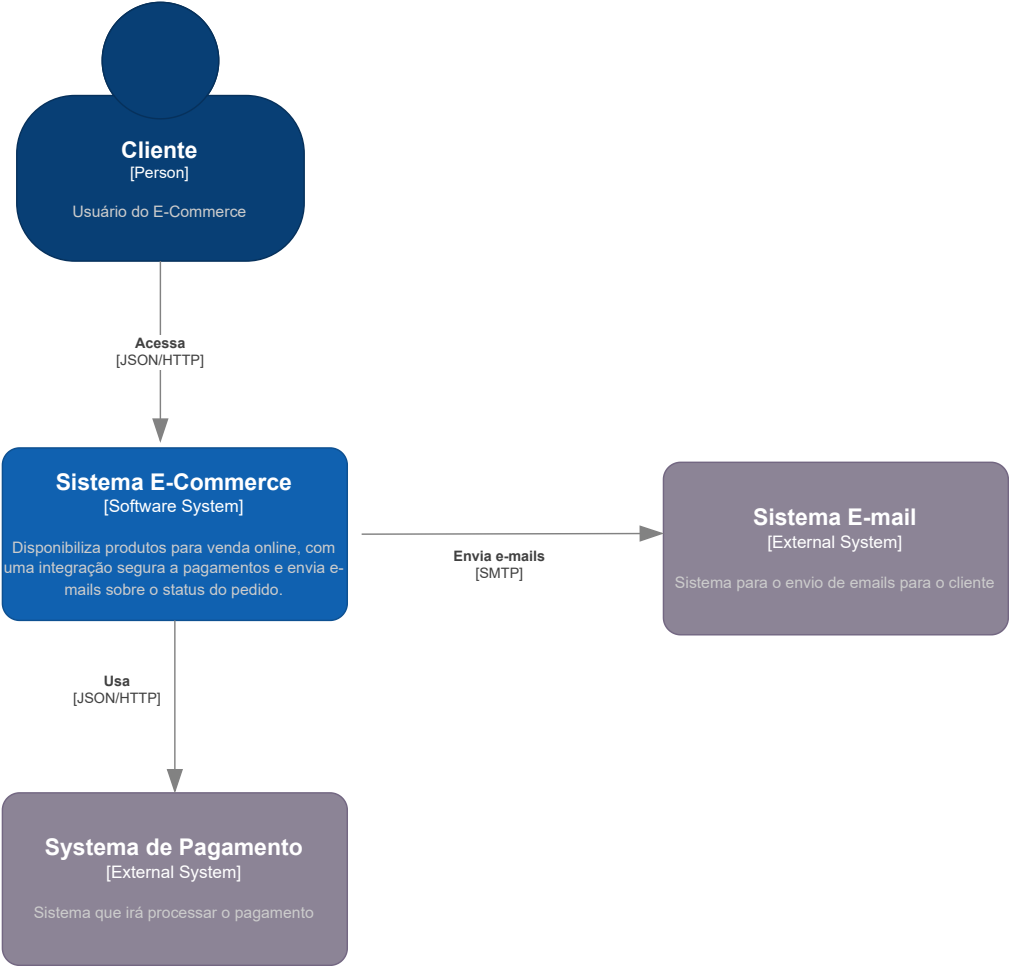 Cliente
[Person]
Usuário do E-Commerce
Acessa
[JSON/HTTP]
Sistema E-Commerce
[Software System]
Disponibiliza produtos para venda online, com
uma integração segura a pagamentos e envia e-
mails sobre o status do pedido.
Envia e-mails
[SMTP]
Sistema E-mail
[External System]
Sistema para o envio de emails para o cliente
Usa
[JSON/HTTP]
Systema de Pagamento
[External System]
Sistema que irá processar o pagamento